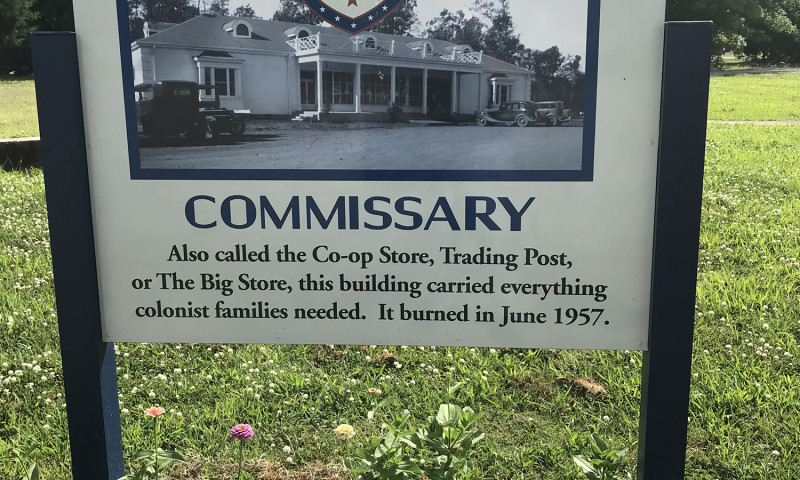 COMMISSARY
Also called the Co-op Store, Trading Post,
or The Big Store, this building carried everything
colonist families needed. It burned in June 1957.